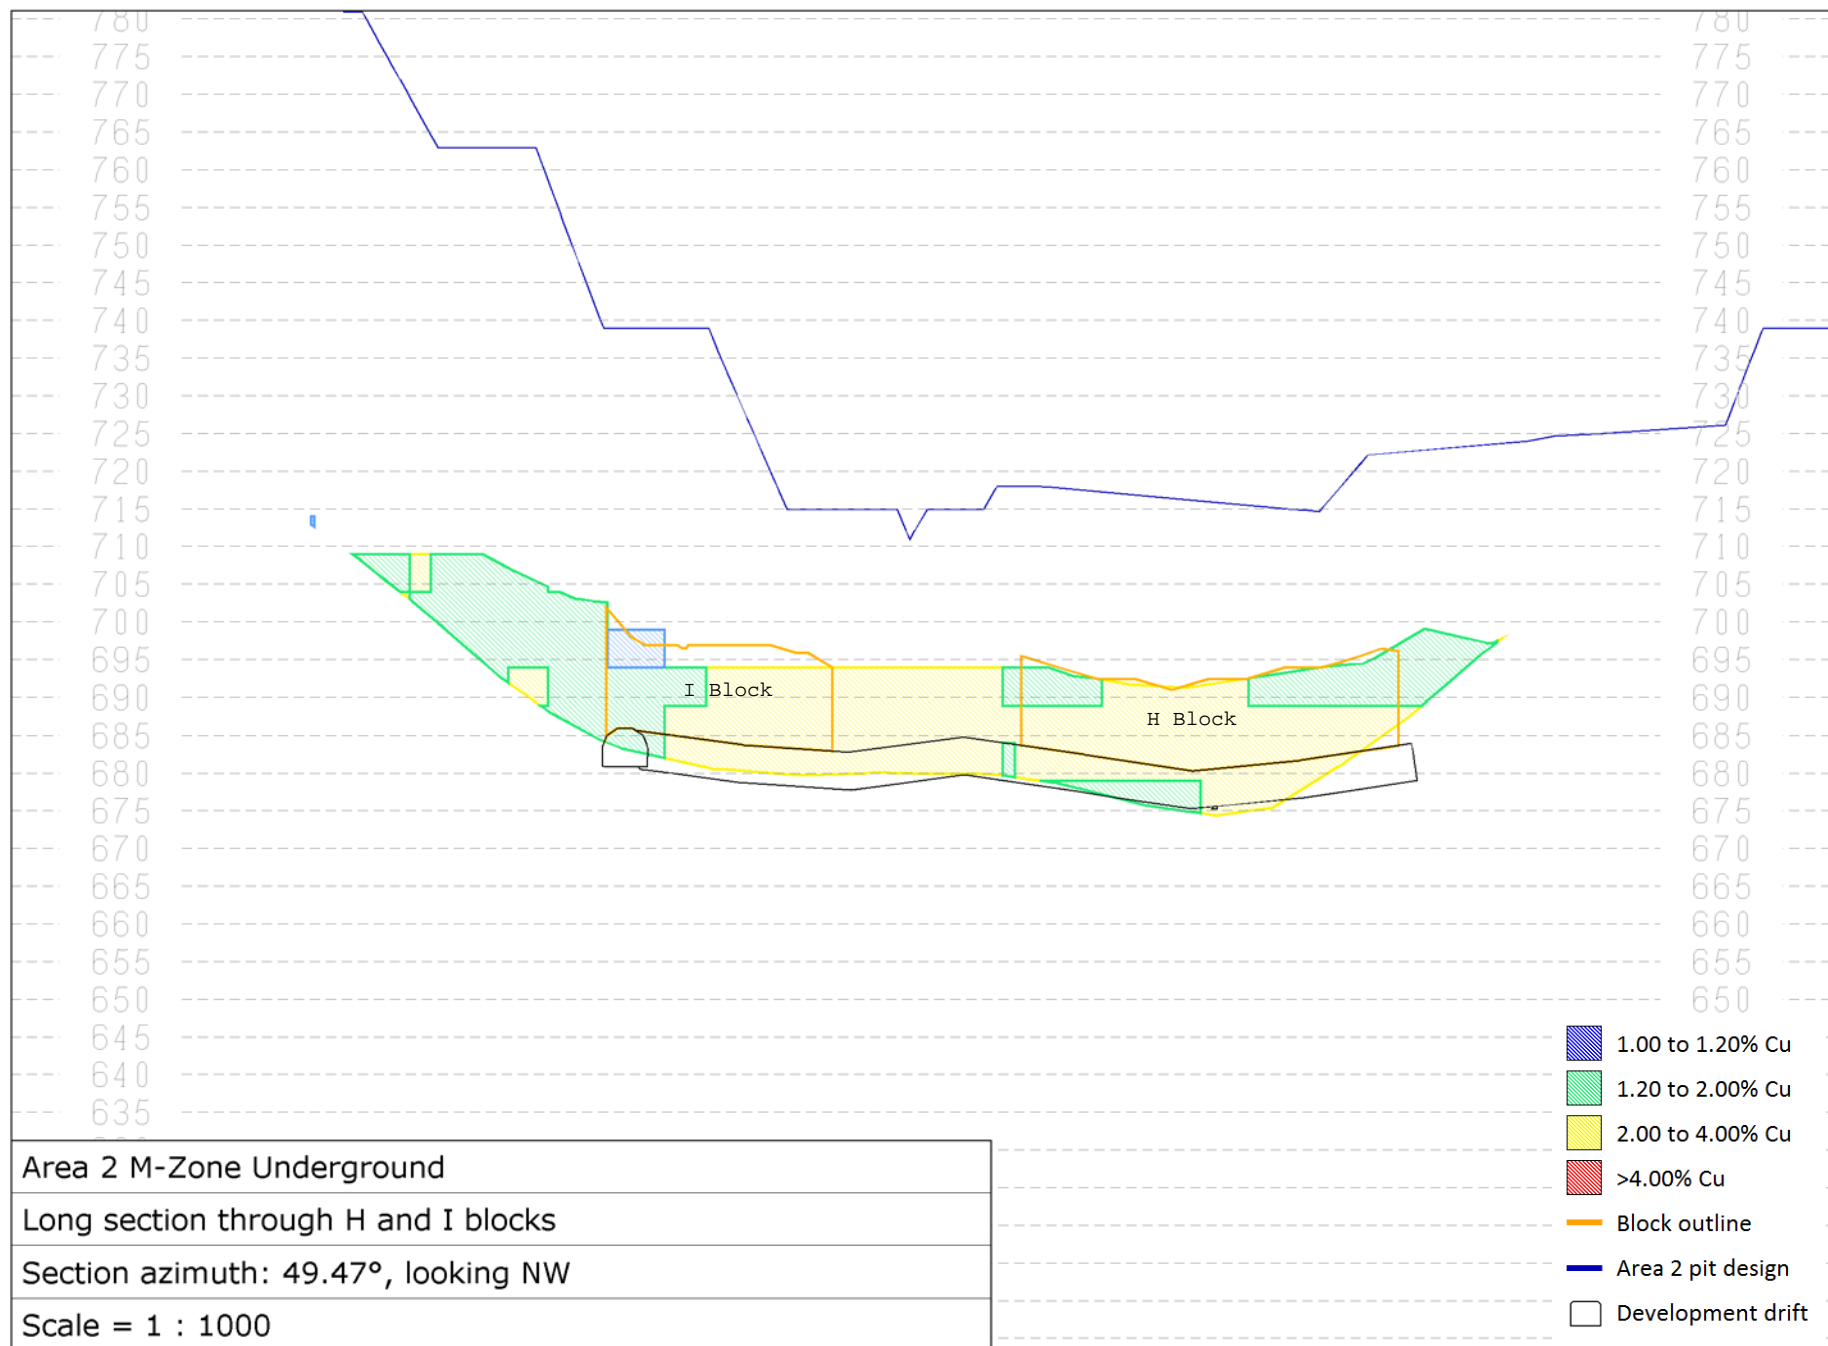 780 780
775 775
770 770
765 765
760 760
755 755
750 750
745 745
740 740
735 735
730 730
725 725
720 720
715 715
710 710
705 705
700 700
695 695
I Block
690 690
H Block
685 685
680 680
675 675
670 670
665 665
660 660
655 655
650 650
645
640
635
1.00 to 1.20% Cu
1.20 to 2.00% Cu
2.00 to 4.00% Cu
>4.00% Cu
Block outline
Area 2 pit design
Development drift
Area 2 M-Zone Underground
Long section through H and I blocks
Section azimuth: 49.47°, looking NW
Scale = 1 : 1000